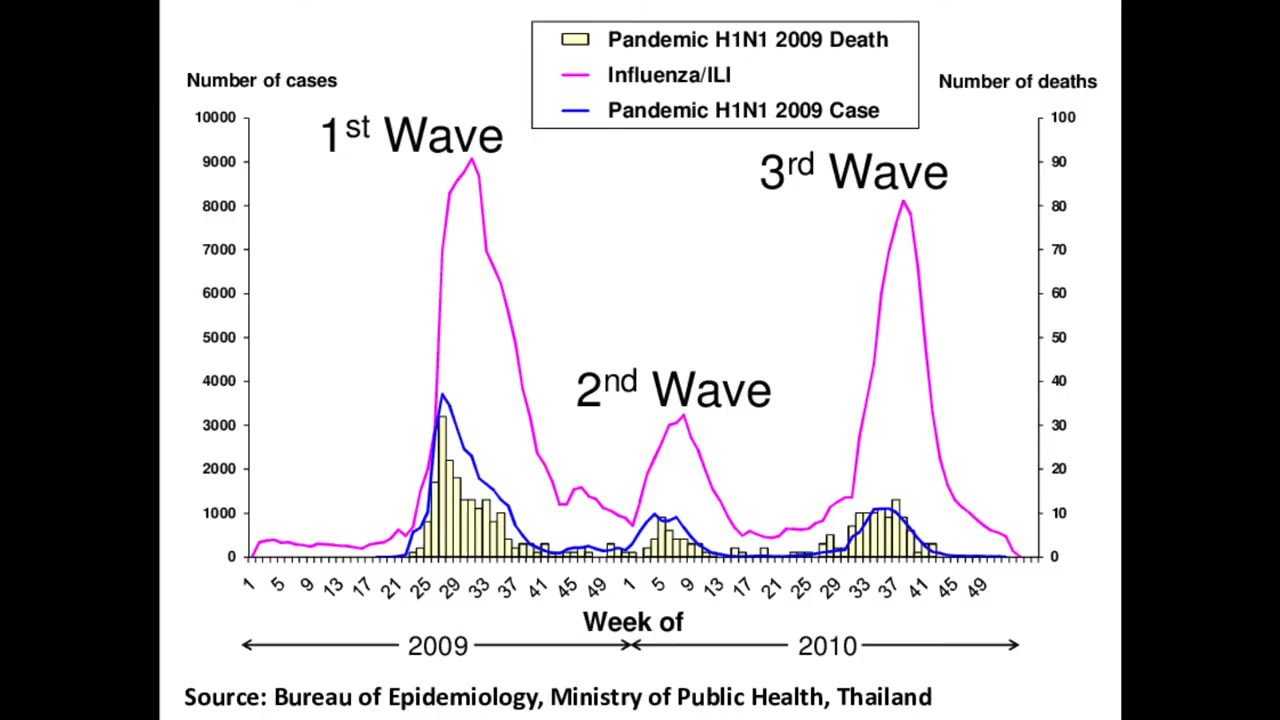 Pandemic H1N1 2009 Death
Influenza/ILI
Pandemic H1N1 2009 Case
Number of cases
Number of deaths
1st Wave
2nd Wave
3rd Wave
10000
9000
8000
7000
6000
5000
4000
3000
2000
1000
0
100
90
80
70
60
50
40
30
20
10
0
1 5 9 13 17 21 25 29 33 37 41 45 49 1 5 9 13 17 21 25 29 33 37 41 45 49
Week of
2009 2010
Source: Bureau of Epidemiology, Ministry of Public Health, Thailand